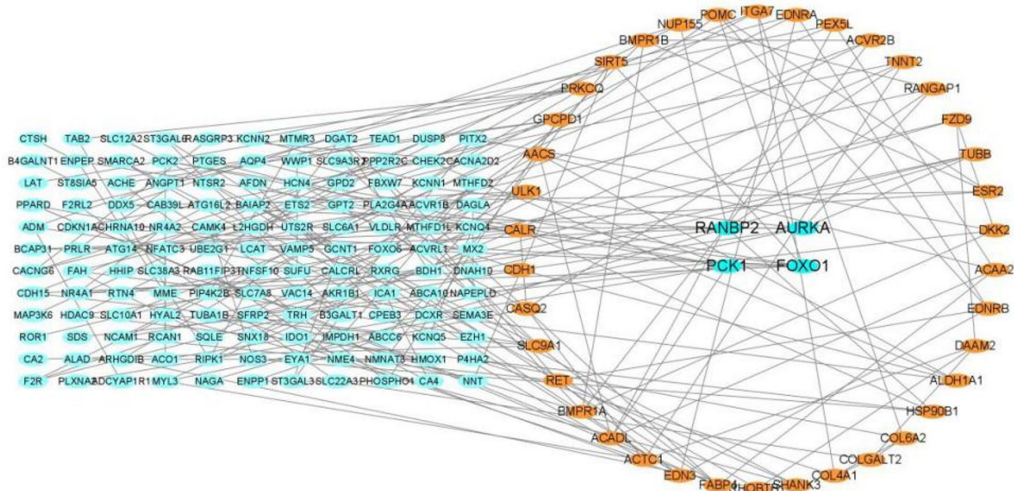 CTSH TAB2 SLC12A2 ST3GAL6 RASGRP3 KCNN2 MTMR3 DGAT2 TEAD1 DUSP8 PITX2
B4GALNT1 ENPEP SMARCA2 PCK2 PTGES AQP4 WWP1 SLC9A3R2 PPP2R2C CHEK2 CACNA2D2
LAT ST8SIA5 ACHE ANGPT1 NTSR2 AFDN HCN4 GPD2 FBXW7 KCNN1 MTHFD2
PPARD F2RL2 DDX5 CAB39L ATG16L2 BAIAP2 ETS2 GPT2 PLA2G4A ACVR1B DAGLA
ADM CDKN1A CHRNA10 NR4A2 CAMK4 L2HGDH UTS2R SLC6A1 VLDLR MTHFD1L KCNQ4
BCAP31 PRLR ATG14 NFATC3 UBE2G1 LCAT VAMP5 GCNT1 FOXO6 ACVRL1 MX2
CACNG6 FAH HHIP SLC38A3 RAB11FIP3 TNFSF10 SUFU CALCRL RXRG BDH1 DNAH10
CDH15 NR4A1 RTN4 MME PIP4K2B SLC7A8 VAC14 AKR1B1 ICA1 ABCA10 NAPEPLD
MAP3K6 HDAC9 SLC10A1 HYAL2 TUBA1B SFRP2 TRH B3GALT1 CPEB3 DCXR SEMA3E
ROR1 SDS NCAM1 RCAN1 SQLE SNX18 IDO1 IMPDH1 ABCC6 KCNQ5 EZH1
CA2 ALAD ARHGDIB ACO1 RIPK1 NOS3 EYA1 NME4 NMNAT3 HMOX1 P4HA2
F2R PLXNA2 ADCYAP1R1 MYL3 NAGA ENPP1 ST3GAL3 SLC22A3 PHOSPHO1 CA4 NNT
ITGA7
POMC
EDNRA
NUP155
PEX5L
BMPR1B
ACVR2B
SIRT5
TNNT2
PRKCQ
RANGAP1
GPCPD1
FZD9
AACS
TUBB
ULK1
ESR2
CALR
RANBP2 AURKA
DKK2
CDH1
PCK1 FOXO1
ACAA2
CASQ2
EDNRB
SLC9A1
DAAM2
RET
ALDH1A1
BMPR1A
HSP90B1
ACADL
COL6A2
ACTC1
COLGALT2
EDN3
COL4A1
FABP4
SHANK3